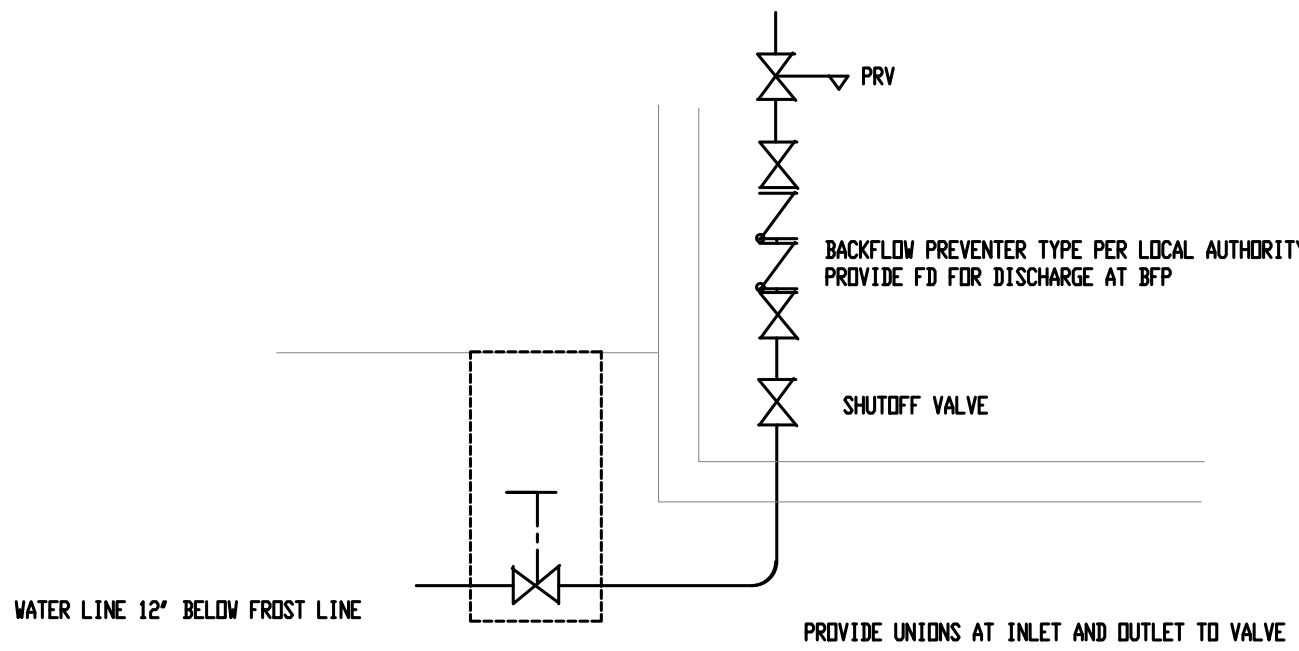 PRV
BACKFLOW PREVENTER TYPE PER LOCAL AUTHORITY
PROVIDE FD FOR DISCHARGE AT BFP
SHUTOFF VALVE
WATER LINE 12" BELOW FROST LINE
PROVIDE UNIONS AT INLET AND OUTLET TO VALVE